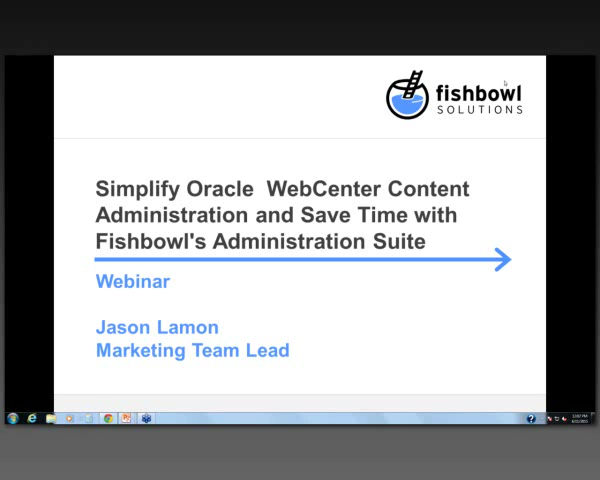 fishbowl
SOLUTIONS
Simplify Oracle  WebCenter Content
Administration and Save Time with
Fishbowl's Administration Suite
Webinar
Jason Lamon
Marketing Team Lead